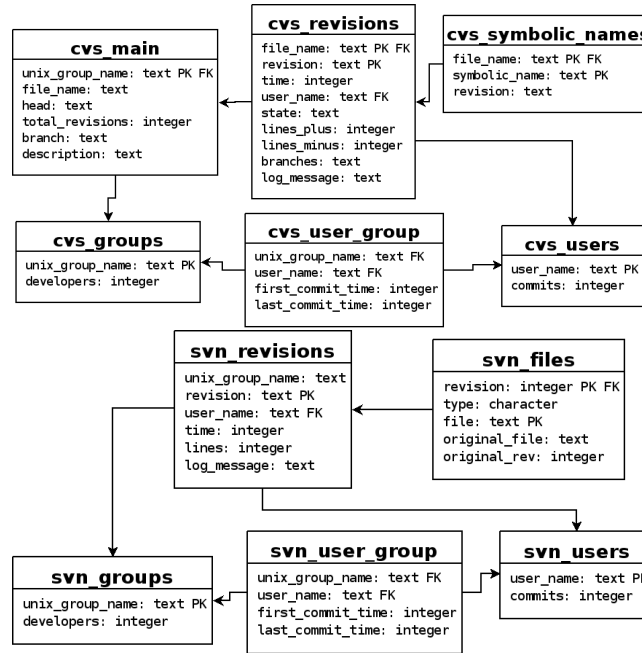 cvs_main
unix_group_name: text PK FK
file_name: text
head: text
total_revisions: integer
branch: text
description: text
cvs_revisions
file_name: text PK FK
revision: text PK
time: integer
user_name: text FK
state: text
lines_plus: integer
lines_minus: integer
branches: text
log_message: text
cvs_symbolic_names
file_name: text PK FK
symbolic_name: text PK
revision: text
cvs_groups
unix_group_name: text PK
developers: integer
cvs_user_group
unix_group_name: text FK
user_name: text FK
first_commit_time: integer
last_commit_time: integer
cvs_users
user_name: text PK
commits: integer
svn_revisions
unix_group_name: text
revision: text PK
user_name: text FK
time: integer
lines: integer
log_message: text
svn_files
revision: integer PK FK
type: character
file: text PK
original_file: text
original_rev: integer
svn_groups
unix_group_name: text PK
developers: integer
svn_user_group
unix_group_name: text FK
user_name: text FK
first_commit_time: integer
last_commit_time: integer
svn_users
user_name: text PK
commits: integer